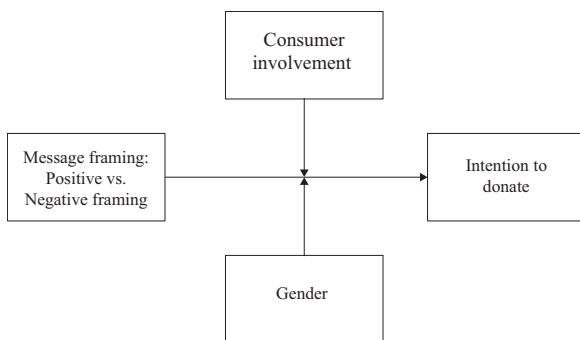 Consumer
involvement
Message framing:
Positive vs.
Negative framing
Intention to
donate
Gender